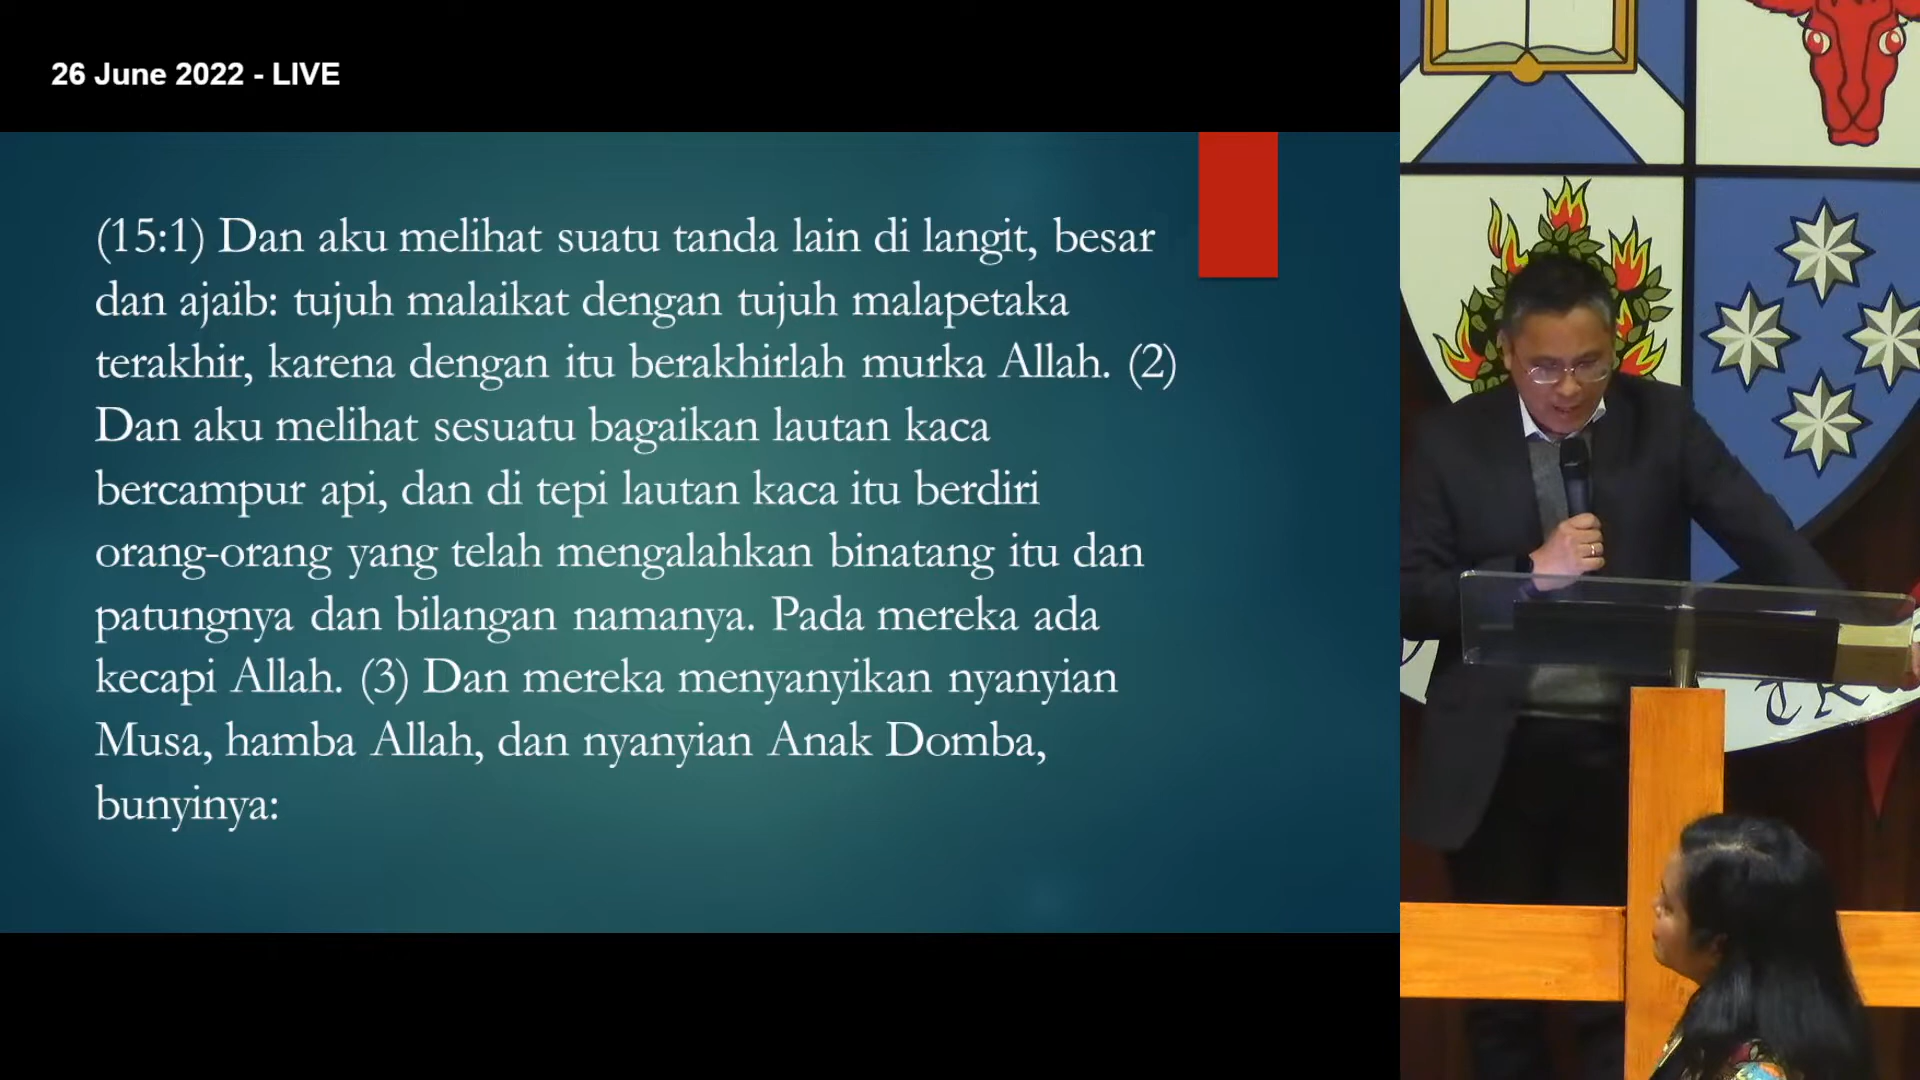 26 June 2022 - LIVE
(15:1) Dan aku melihat suatu tanda lain di langit, besar
dan ajaib: tujuh malaikat dengan tujuh malapetaka
terakhir, karena dengan itu berakhirlah murka Allah. (2)
Dan aku melihat sesuatu bagaikan lautan kaca
bercampur api, dan di tepi lautan kaca itu berdiri
orang-orang yang telah mengalahkan binatang itu dan
patungnya dan bilangan namanya. Pada mereka ada
kecapi Allah. (3) Dan mereka menyanyikan nyanyian
Musa, hamba Allah, dan nyanyian Anak Domba,
bunyinya: